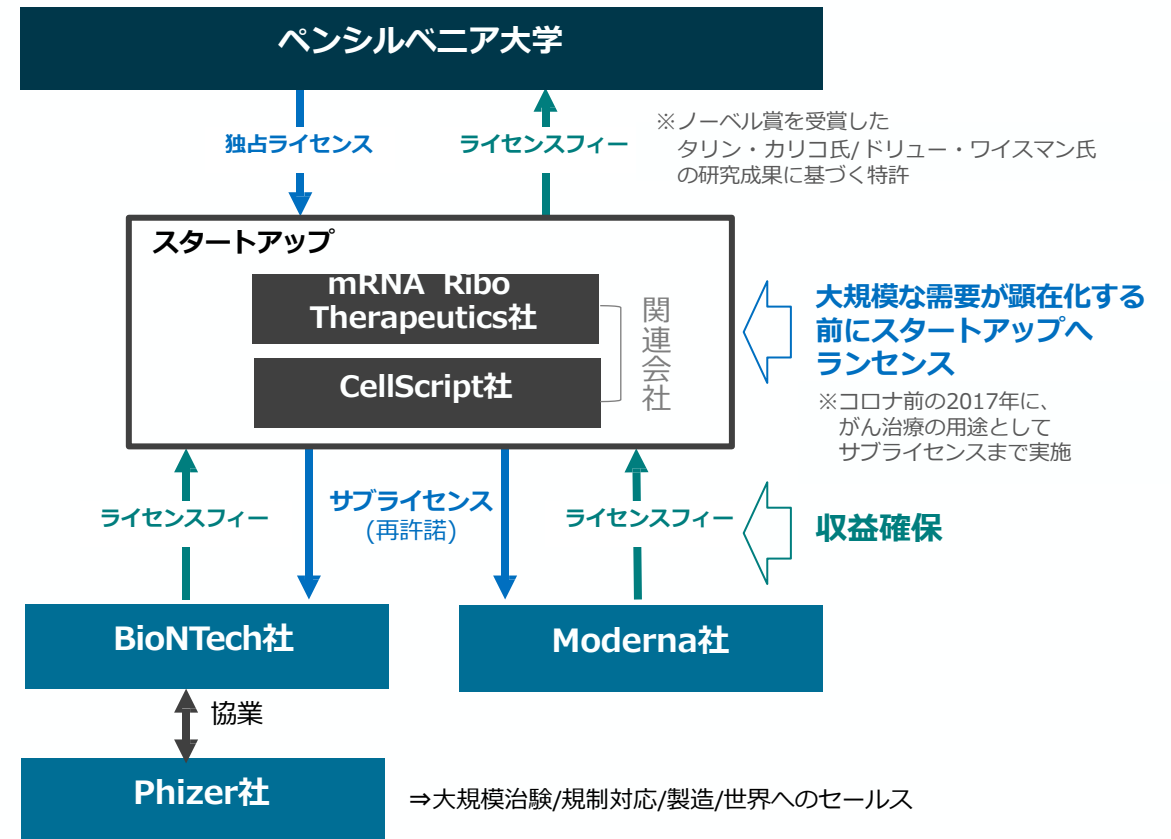 ペンシルベニア大学
独占ライセンス
ライセンスフィー
※ノーベル賞を受賞した
タリン・カリコ氏/ドリュー・ワイスマン氏
の研究成果に基づく特許
スタートアップ
mRNA Ribo
Therapeutics社
CellScript社
関連会社
大規模な需要が顕在化する
前にスタートアップへ
ランセンス
※コロナ前の2017年に、
がん治療の用途として
サブライセンスまで実施
ライセンスフィー
サブライセンス
(再許諾)
ライセンスフィー
収益確保
BioNTech社
Moderna社
協業
Phizer社
⇒大規模治験/規制対応/製造/世界へのセールス